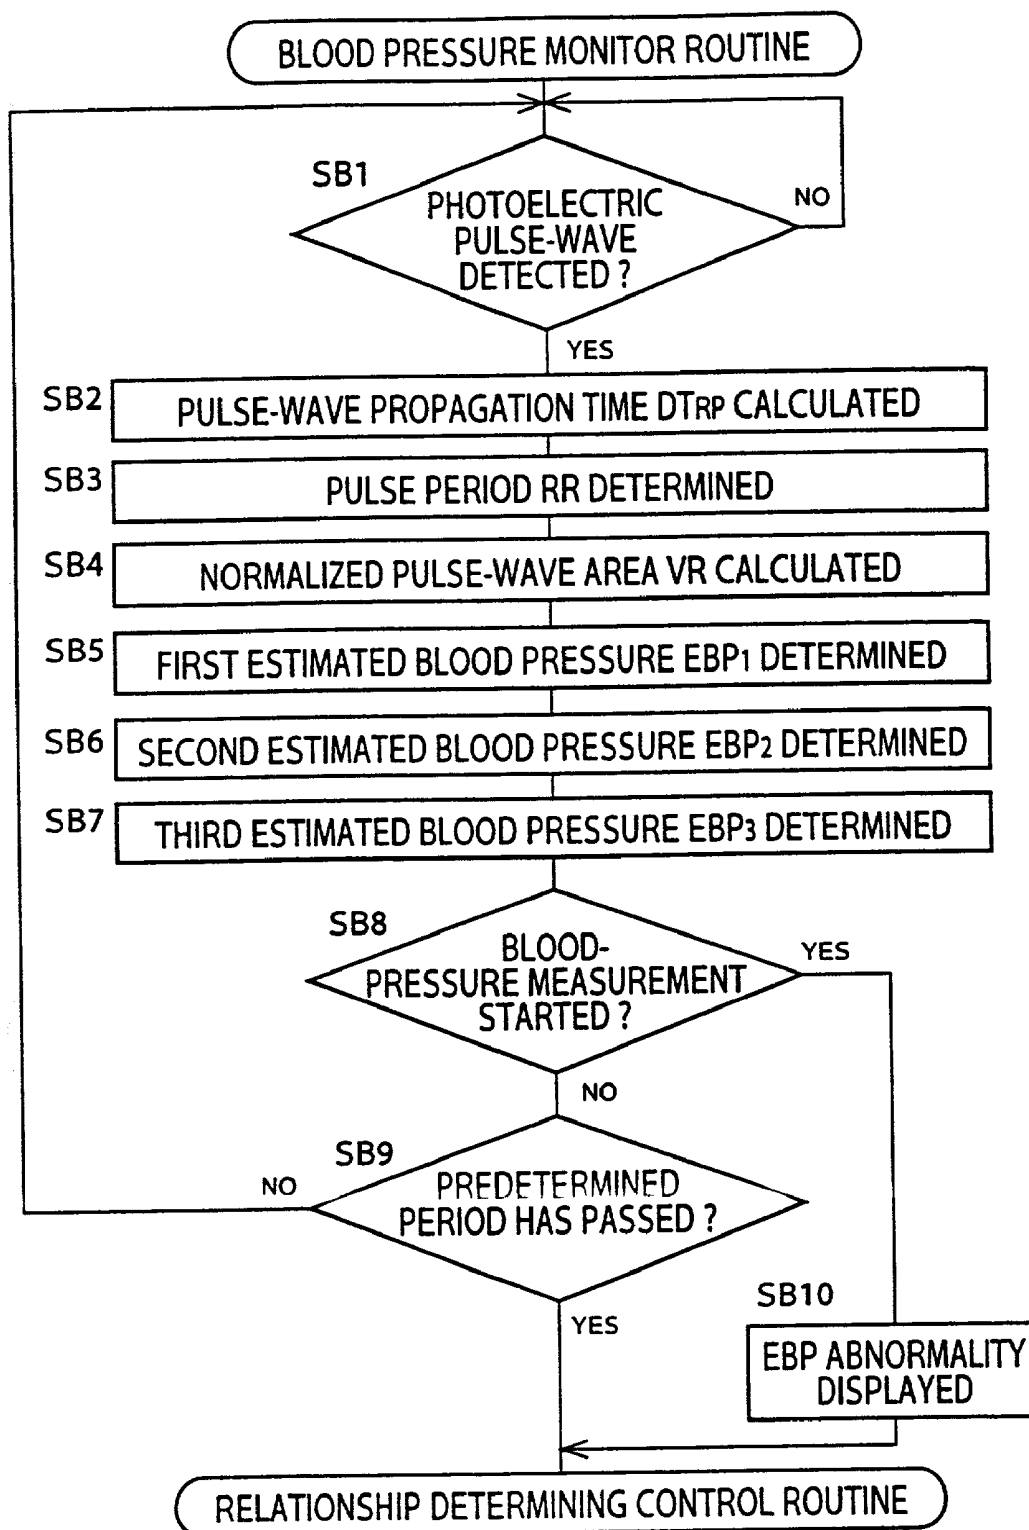 BLOOD PRESSURE MONITOR ROUTINE
SB1
PHOTOELECTRIC
PULSE-WAVE
DETECTED ?
NO
YES
SB2
PULSE-WAVE PROPAGATION TIME DTRP CALCULATED
SB3
PULSE PERIOD RR DETERMINED
SB4
NORMALIZED PULSE-WAVE AREA VR CALCULATED
SB5
FIRST ESTIMATED BLOOD PRESSURE EBP1 DETERMINED
SB6
SECOND ESTIMATED BLOOD PRESSURE EBP2 DETERMINED
SB7
THIRD ESTIMATED BLOOD PRESSURE EBP3 DETERMINED
SB8
BLOOD-
PRESSURE MEASUREMENT
STARTED ?
YES
NO
SB9
PREDETERMINED
PERIOD HAS PASSED ?
NO
YES
SB10
EBP ABNORMALITY
DISPLAYED
RELATIONSHIP DETERMINING CONTROL ROUTINE